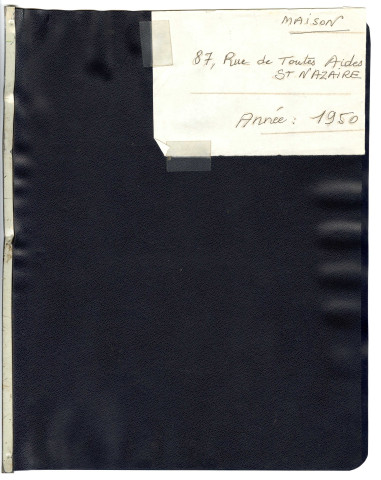 MAISON
87, Rue de Toutes Aides
ST NAZAIRE
Année : 1950